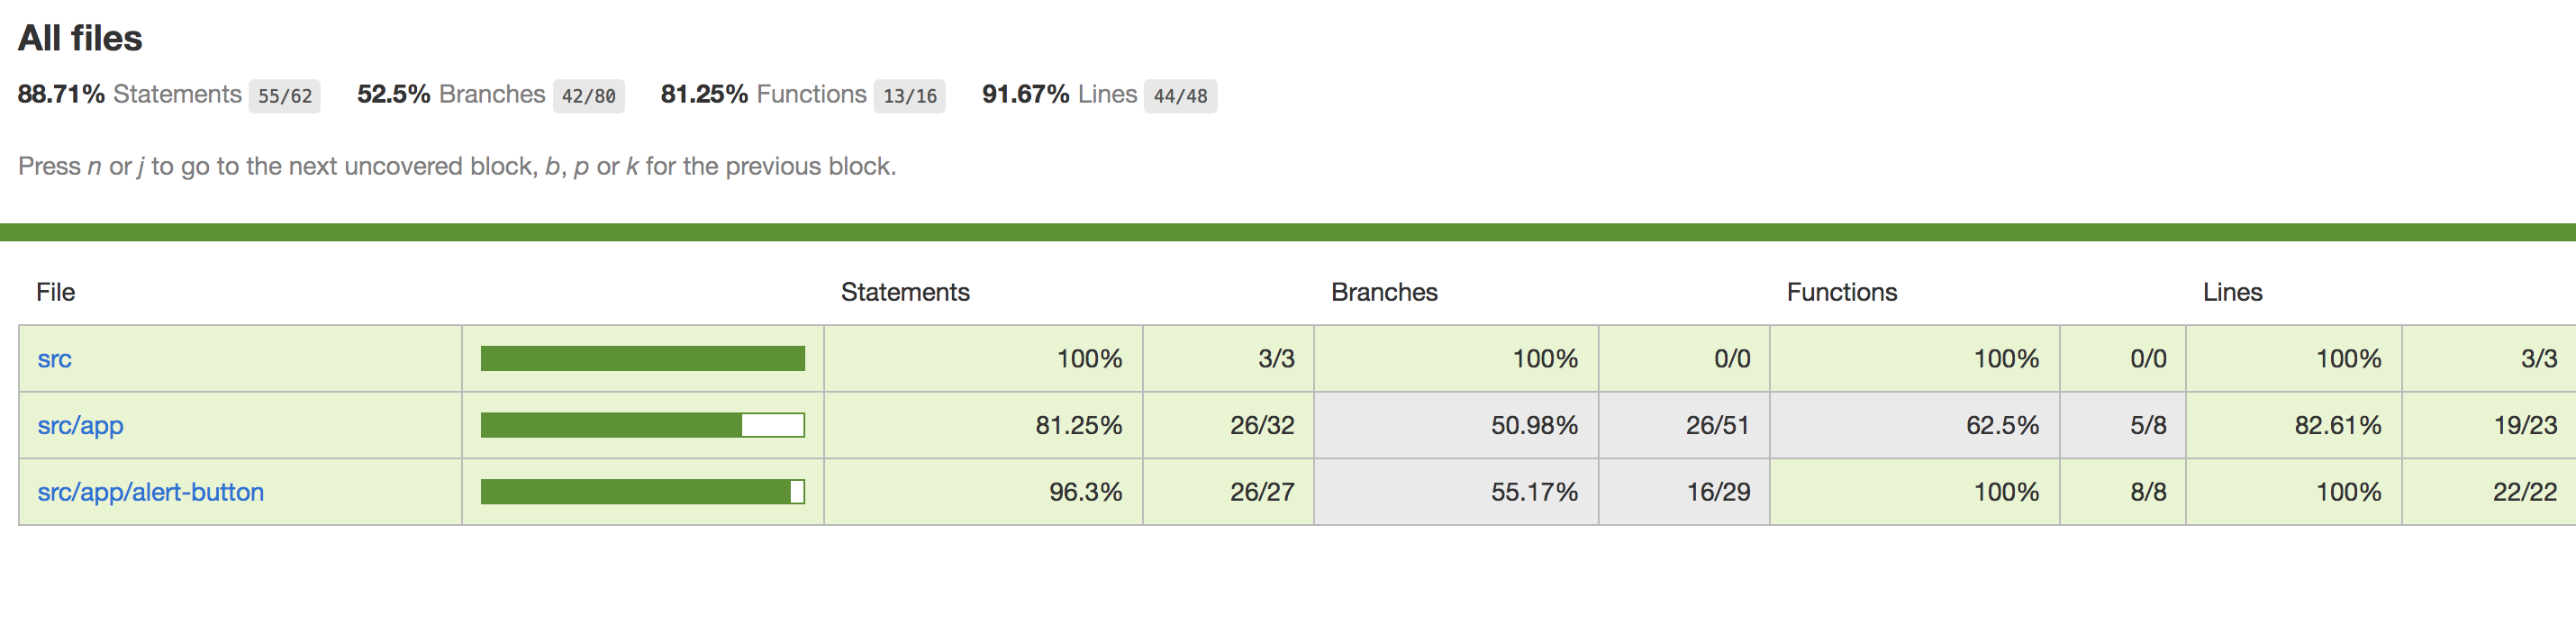 All files
88.71% Statements 55/62 52.5% Branches 42/80 81.25% Functions 13/16 91.67% Lines 44/48
Press n or j to go to the next uncovered block, b, p or k for the previous block.
File Statements Branches Functions Lines
src 100% 3/3 100% 0/0 100% 0/0 100% 3/3
src/app 81.25% 26/32 50.98% 26/51 62.5% 5/8 82.61% 19/23
src/app/alert-button 96.3% 26/27 55.17% 16/29 100% 8/8 100% 22/22